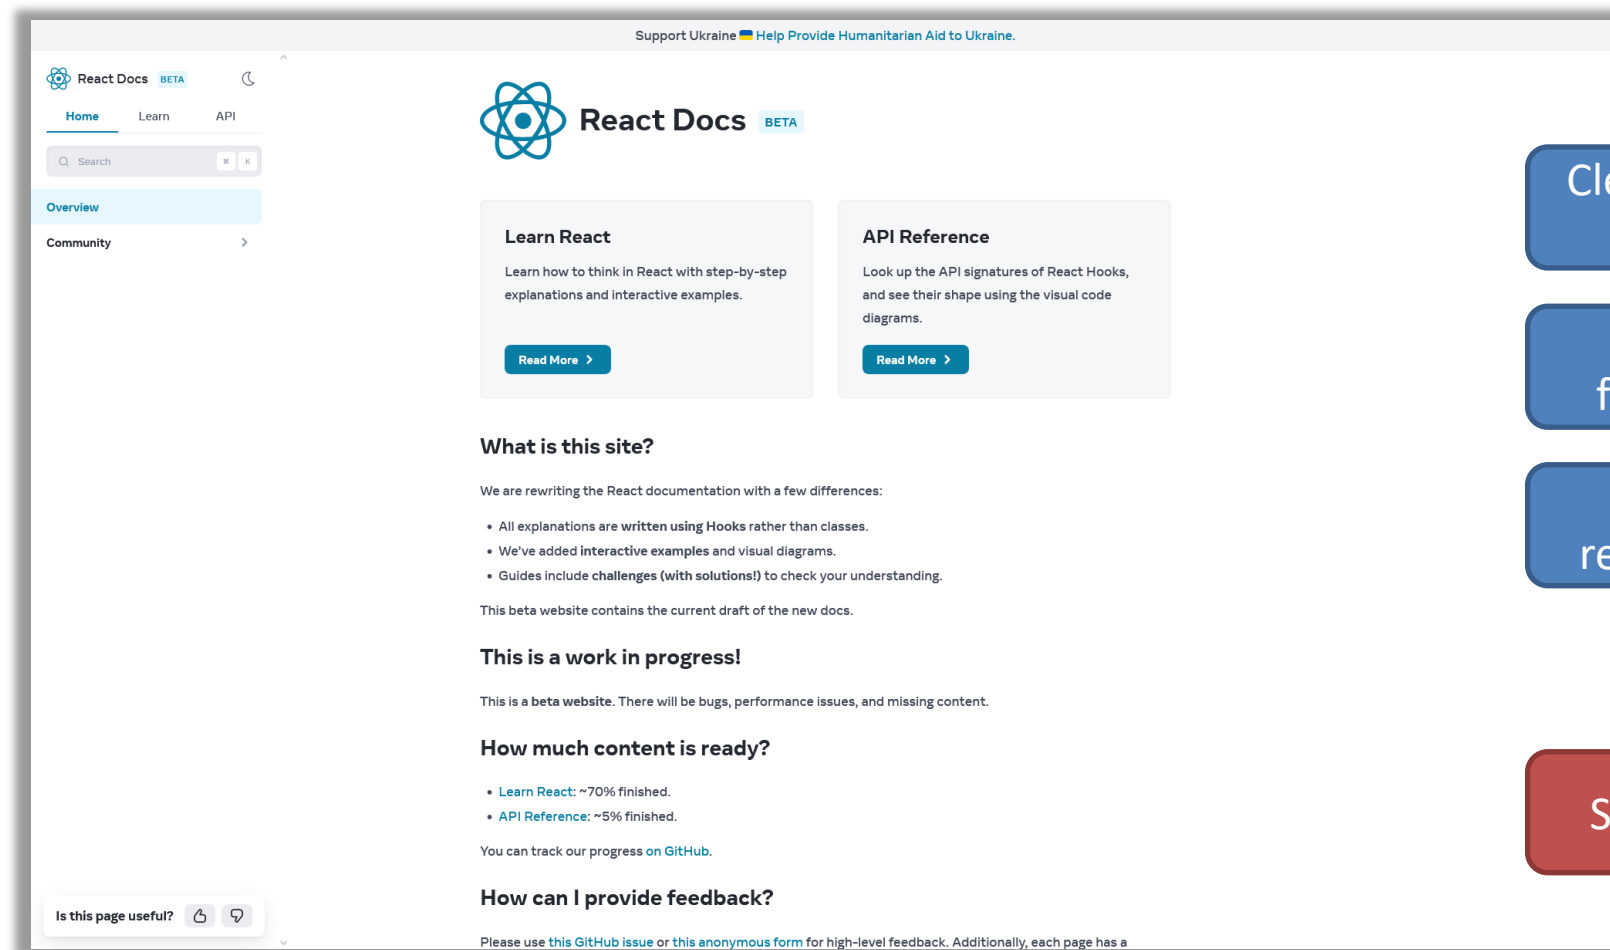 Support Ukraine Help Provide Humanitarian Aid to Ukraine.
React Docs BETA
Home Learn API
Search ⌘ K
Overview
Community
React Docs BETA
Learn React
Learn how to think in React with step-by-step
explanations and interactive examples.
Read More
API Reference
Look up the API signatures of React Hooks,
and see their shape using the visual code
diagrams.
Read More
What is this site?
We are rewriting the React documentation with a few differences:
• All explanations are written using Hooks rather than classes.
• We've added interactive examples and visual diagrams.
• Guides include challenges (with solutions!) to check your understanding.
This beta website contains the current draft of the new docs.
This is a work in progress!
This is a beta website. There will be bugs, performance issues, and missing content.
How much content is ready?
• Learn React: ~70% finished.
• API Reference: ~5% finished.
You can track our progress on GitHub.
How can I provide feedback?
Please use this GitHub issue or this anonymous form for high-level feedback. Additionally, each page has a
Is this page useful?